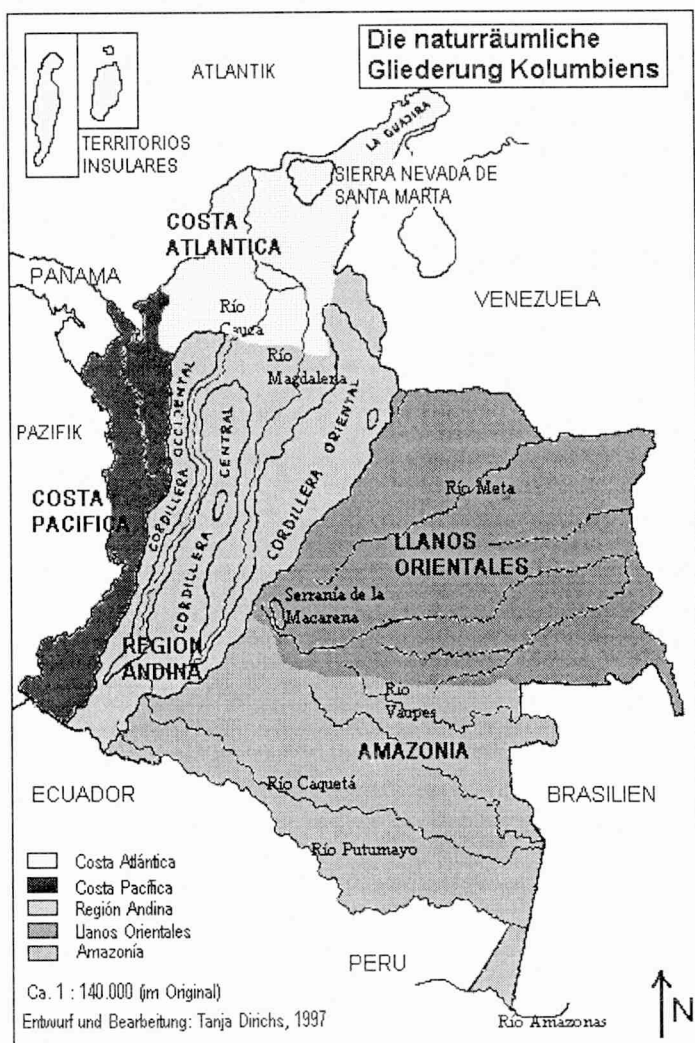 Die naturräumliche
Gliederung Kolumbiens
ATLANTIK
TERRITORIOS
INSULARES
LA GUAJIRA
SIERRA NEVADA DE
SANTA MARTA
COSTA
ATLANTICA
PANAMA
VENEZUELA
Río
Cauca
Río
Magdalena
PAZIFIK
CORDILLERA OCCIDENTAL
CORDILLERA CENTRAL
CORDILLERA ORIENTAL
COSTA
PACIFICA
Río Meta
LLANOS
ORIENTALES
Serranía de la
Macarena
REGION
ANDINA
Río
Vaupes
AMAZONIA
ECUADOR
Río Caquetá
BRASILIEN
Río Putumayo
Costa Atlántica
Costa Pacífica
Región Andina
Llanos Orientales
Amazonía
PERU
Ca. 1 : 140.000 (im Original)
Entwurf und Bearbeitung: Tanja Dirichs, 1997
Río Amazonas
N